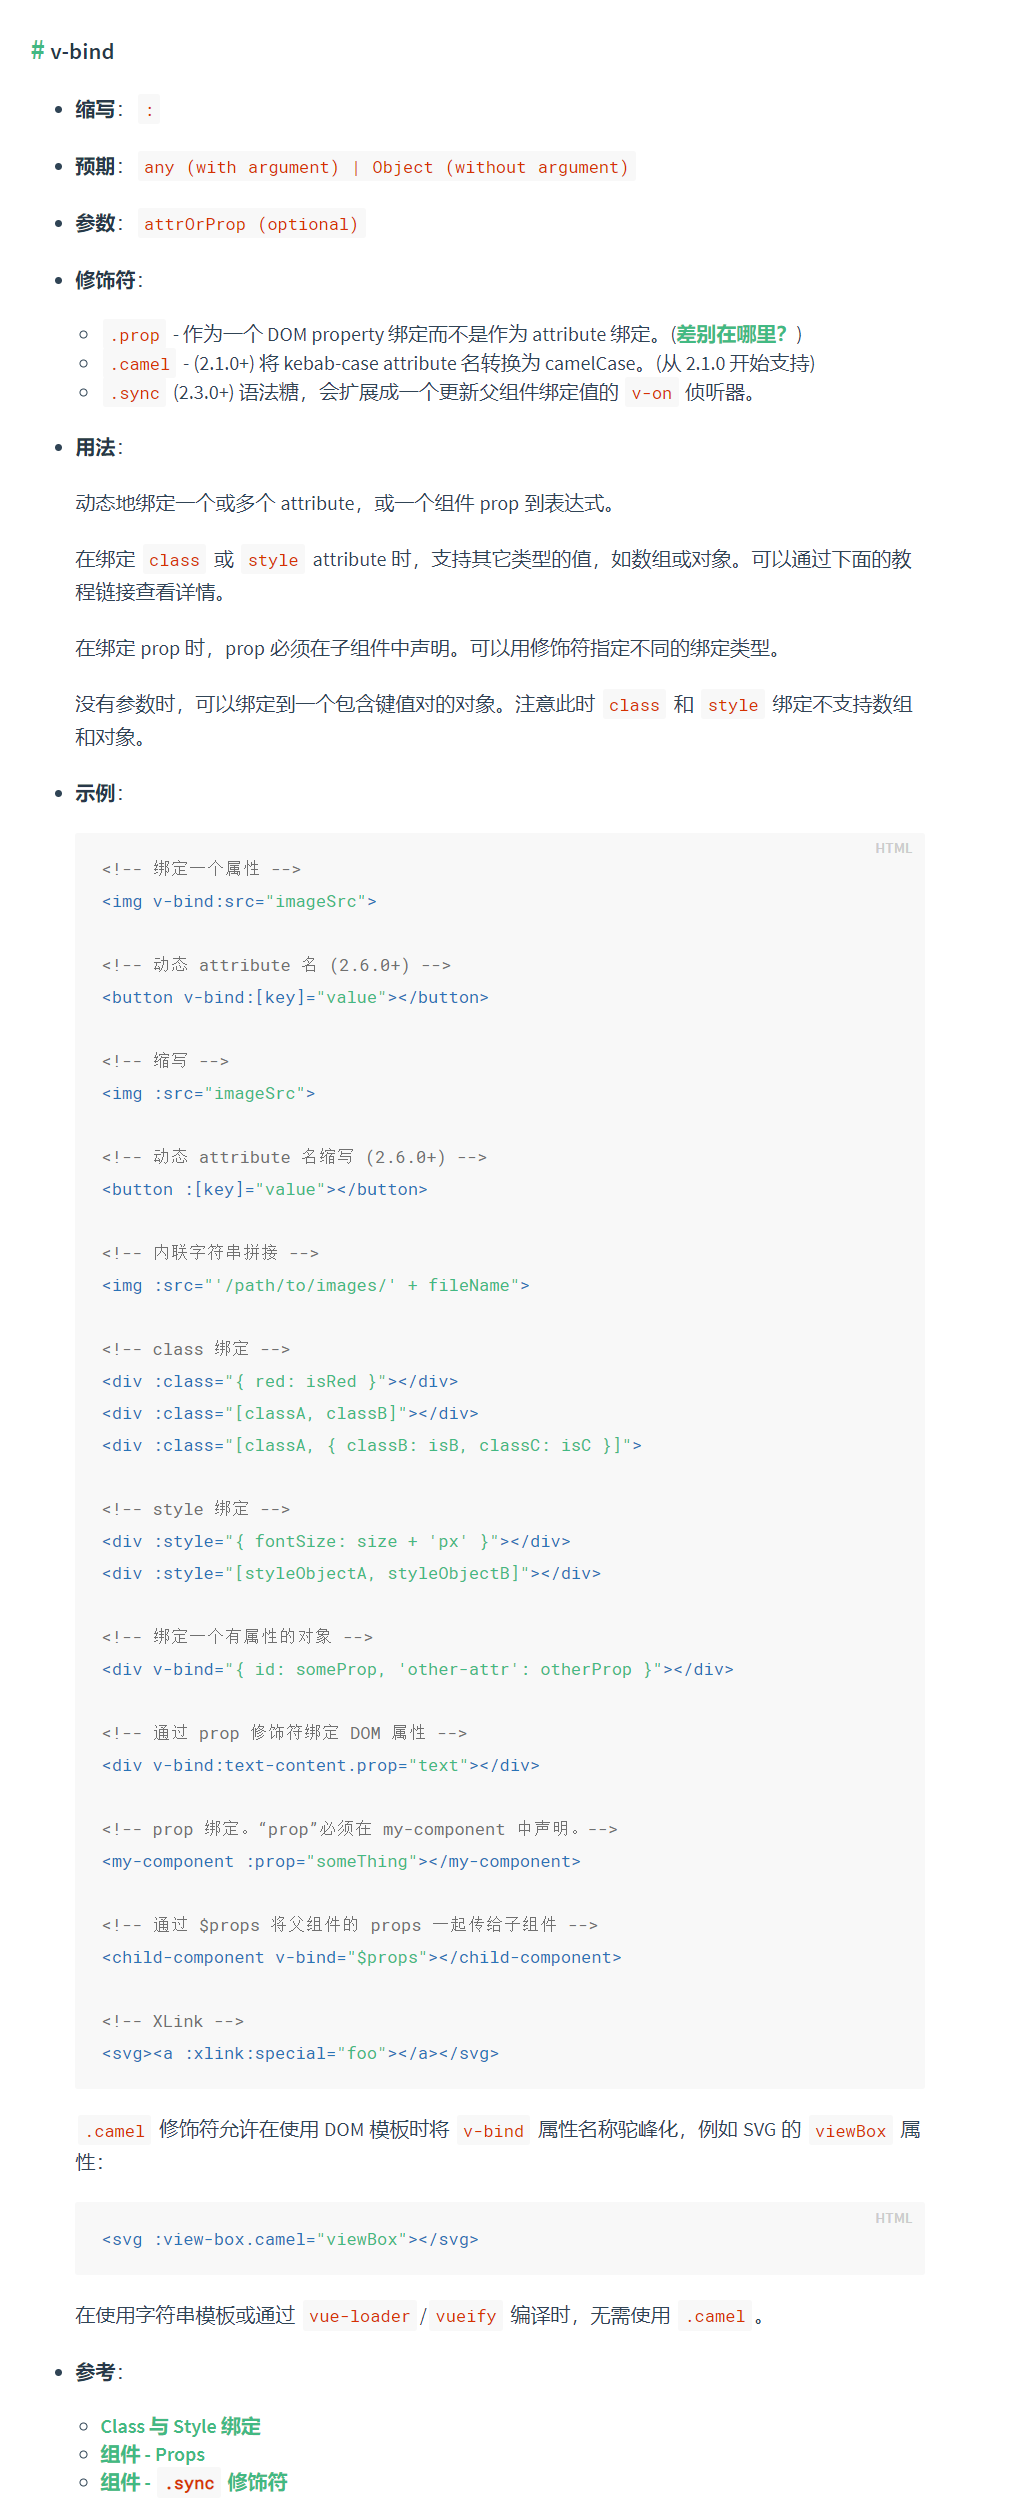 # v-bind
缩写： :
预期： any (with argument) | Object (without argument)
参数： attrOrProp (optional)
修饰符：
.prop - 作为一个 DOM property 绑定而不是作为 attribute 绑定。(差别在哪里？)
.camel - (2.1.0+) 将 kebab-case attribute 名转换为 camelCase。(从 2.1.0 开始支持)
.sync (2.3.0+) 语法糖，会扩展成一个更新父组件绑定值的 v-on 侦听器。
用法：
动态地绑定一个或多个 attribute，或一个组件 prop 到表达式。
在绑定 class 或 style attribute 时，支持其它类型的值，如数组或对象。可以通过下面的教
程链接查看详情。
在绑定 prop 时，prop 必须在子组件中声明。可以用修饰符指定不同的绑定类型。
没有参数时，可以绑定到一个包含键值对的对象。注意此时 class 和 style 绑定不支持数组
和对象。
示例：
HTML
<!-- 绑定一个属性 -->
<img v-bind:src="imageSrc">
<!-- 动态 attribute 名 (2.6.0+) -->
<button v-bind:[key]="value"></button>
<!-- 缩写 -->
<img :src="imageSrc">
<!-- 动态 attribute 名缩写 (2.6.0+) -->
<button :[key]="value"></button>
<!-- 内联字符串拼接 -->
<img :src="'/path/to/images/' + fileName">
<!-- class 绑定 -->
<div :class="{ red: isRed }"></div>
<div :class="[classA, classB]"></div>
<div :class="[classA, { classB: isB, classC: isC }]">
<!-- style 绑定 -->
<div :style="{ fontSize: size + 'px' }"></div>
<div :style="[styleObjectA, styleObjectB]"></div>
<!-- 绑定一个有属性的对象 -->
<div v-bind="{ id: someProp, 'other-attr': otherProp }"></div>
<!-- 通过 prop 修饰符绑定 DOM 属性 -->
<div v-bind:text-content.prop="text"></div>
<!-- prop 绑定。“prop”必须在 my-component 中声明。-->
<my-component :prop="someThing"></my-component>
<!-- 通过 $props 将父组件的 props 一起传给子组件 -->
<child-component v-bind="$props"></child-component>
<!-- XLink -->
<svg><a :xlink:special="foo"></a></svg>
.camel 修饰符允许在使用 DOM 模板时将 v-bind 属性名称驼峰化，例如 SVG 的 viewBox 属
性：
HTML
<svg :view-box.camel="viewBox"></svg>
在使用字符串模板或通过 vue-loader / vueify 编译时，无需使用 .camel。
参考：
Class 与 Style 绑定
组件 - Props
组件 - .sync 修饰符